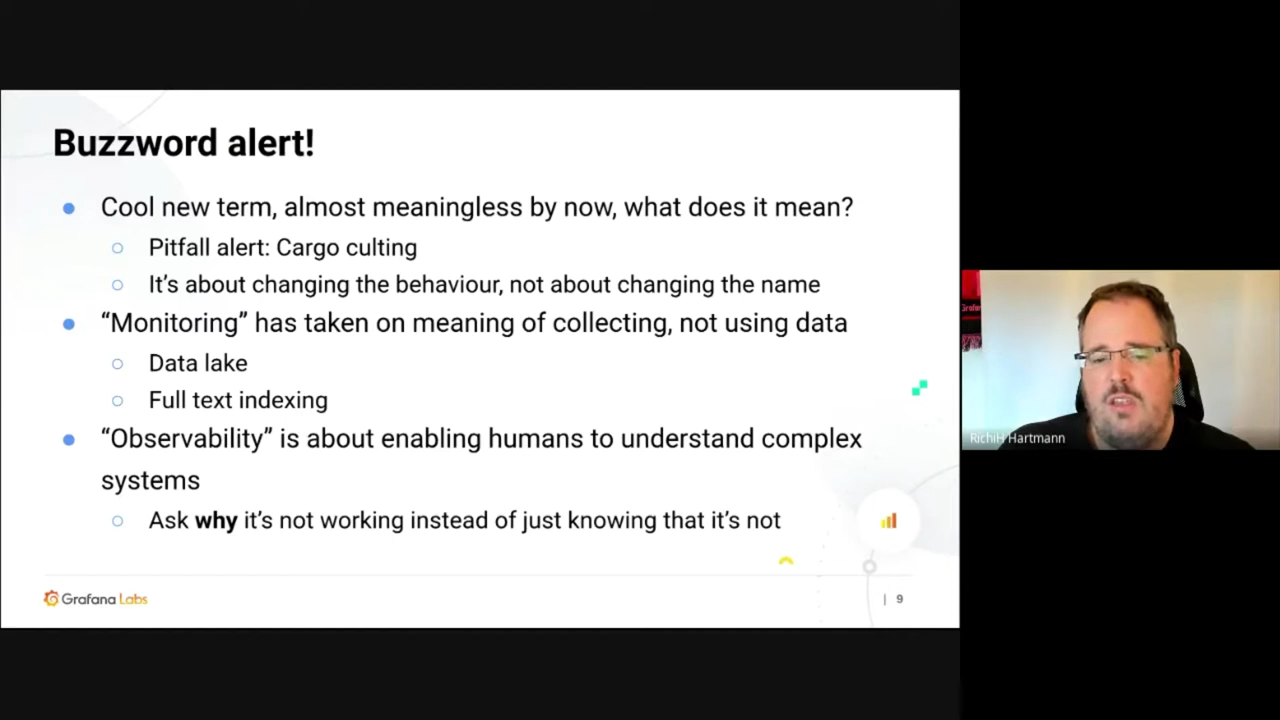 Buzzword alert!
Cool new term, almost meaningless by now, what does it mean?
Pitfall alert: Cargo culting
It’s about changing the behaviour, not about changing the name
“Monitoring” has taken on meaning of collecting, not using data
Data lake
Full text indexing
“Observability” is about enabling humans to understand complex
systems
Ask why it’s not working instead of just knowing that it’s not
Grafana Labs
| 9
RichiH Hartmann